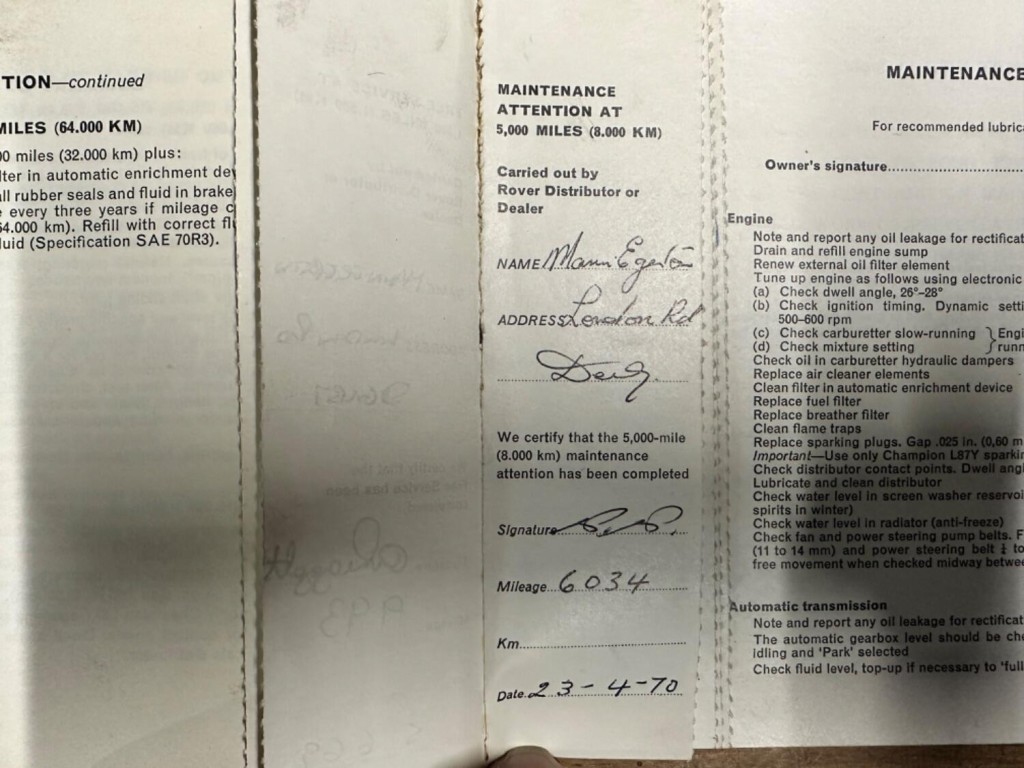 TION—continued
MILES (64.000 KM)
00 miles (32.000 km) plus:
lter in automatic enrichment de
all rubber seals and fluid in brake
e every three years if mileage c
64.000 km). Refill with correct fl
luid (Specification SAE 70R3).
MAINTENANCE
ATTENTION AT
5,000 MILES (8.000 KM)
Carried out by
Rover Distributor or
Dealer
NAME Mann Egerton
ADDRESS London Rd
Derby.
We certify that the 5,000-mile
(8.000 km) maintenance
attention has been completed
Signature
Mileage...6034
Km
Date. 23-4-70
MAINTENANCE
For recommended lubrica
Owner's signature
Engine
Note and report any oil leakage for rectificat
Drain and refill engine sump
Renew external oil filter element
Tune up engine as follows using electronic
(a) Check dwell angle, 26°–28°
(b) Check ignition timing. Dynamic setti
500–600 rpm
(c) Check carburetter slow-running } Engi
(d) Check mixture setting } runn
Check oil in carburetter hydraulic dampers
Replace air cleaner elements
Clean filter in automatic enrichment device
Replace fuel filter
Replace breather filter
Clean flame traps
Replace sparking plugs. Gap .025 in. (0,60 m
Important—Use only Champion L87Y sparkin
Check distributor contact points. Dwell angl
Lubricate and clean distributor
Check water level in screen washer reservoi
spirits in winter)
Check water level in radiator (anti-freeze)
Check fan and power steering pump belts. F
(11 to 14 mm) and power steering belt ¼ to
free movement when checked midway betwee
Automatic transmission
Note and report any oil leakage for rectificat
The automatic gearbox level should be che
idling and 'Park' selected
Check fluid level, top-up if necessary to 'full